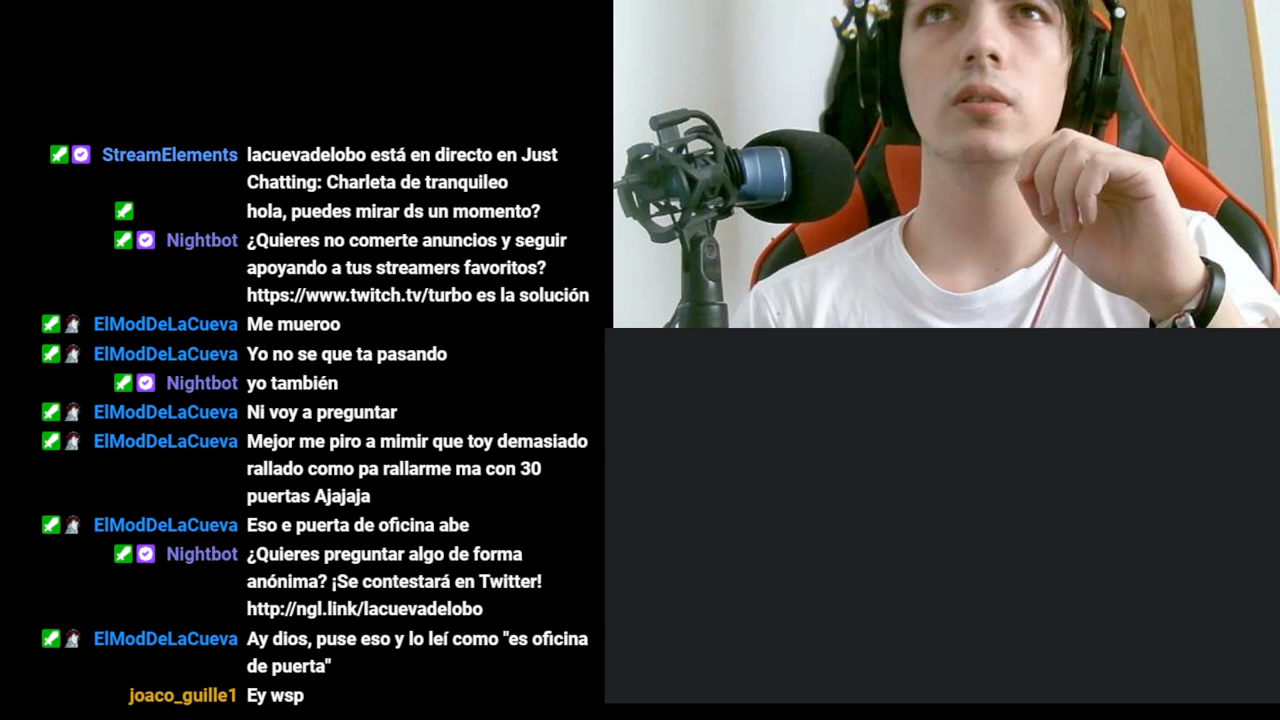 StreamElements lacuevadelobo está en directo en Just
Chatting: Charleta de tranquileo
hola, puedes mirar ds un momento?
Nightbot ¿Quieres no comerte anuncios y seguir
apoyando a tus streamers favoritos?
https://www.twitch.tv/turbo es la solución
ElModDeLaCueva Me mueroo
ElModDeLaCueva Yo no se que ta pasando
Nightbot yo también
ElModDeLaCueva Ni voy a preguntar
ElModDeLaCueva Mejor me piro a mimir que toy demasiado
rallado como pa rallarme ma con 30
puertas Ajajaja
ElModDeLaCueva Eso e puerta de oficina abe
Nightbot ¿Quieres preguntar algo de forma
anónima? ¡Se contestará en Twitter!
http://ngl.link/lacuevadelobo
ElModDeLaCueva Ay dios, puse eso y lo leí como "es oficina
de puerta"
joaco_guille1 Ey wsp